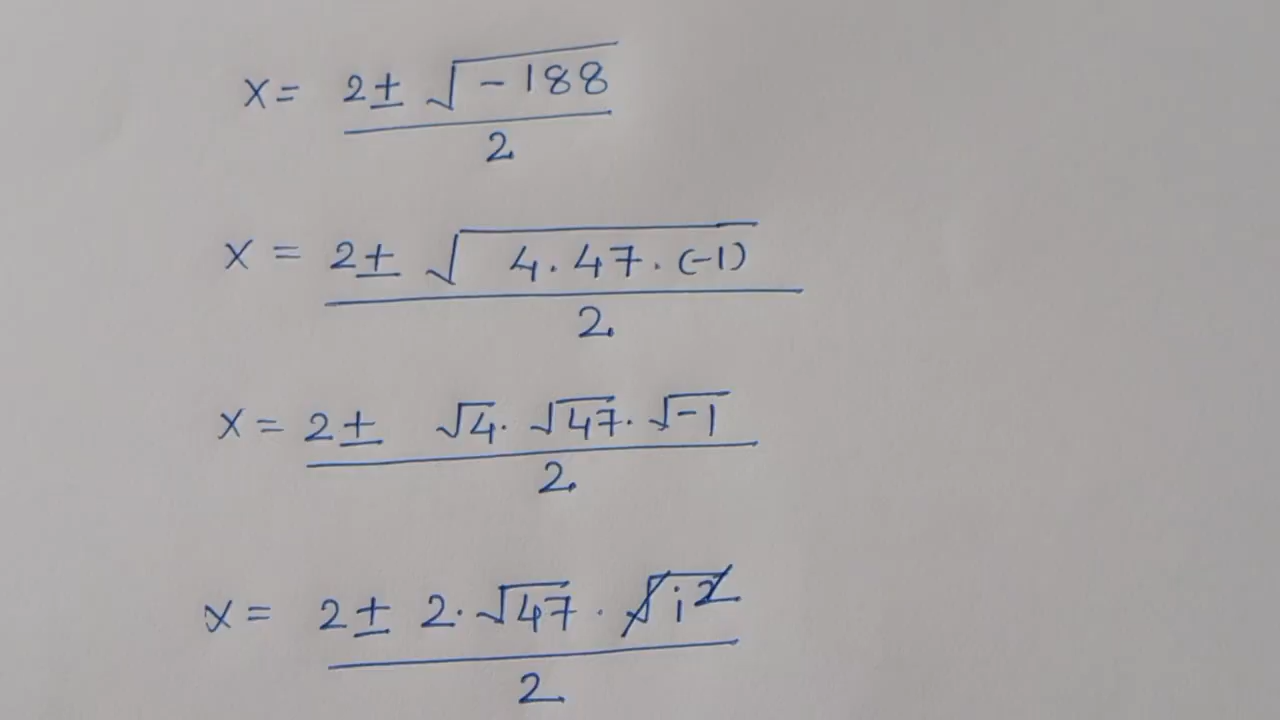 x = (2 ± √(-188)) / 2
x = (2 ± √(4 . 47 . (-1))) / 2
x = (2 ± √4 . √47 . √-1) / 2
x = (2 ± 2 . √47 . √i²) / 2